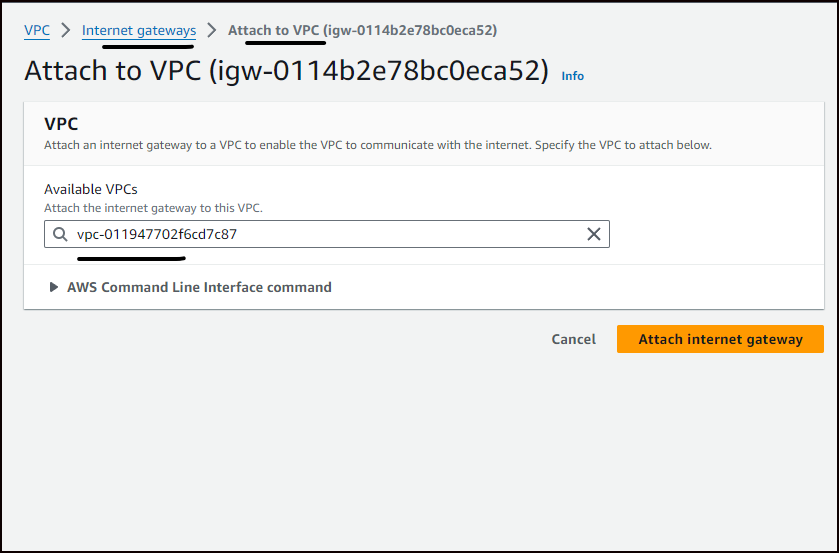 VPC > Internet gateways > Attach to VPC (igw-0114b2e78bc0eca52)
Attach to VPC (igw-0114b2e78bc0eca52) Info
VPC
Attach an internet gateway to a VPC to enable the VPC to communicate with the internet. Specify the VPC to attach below.
Available VPCs
Attach the internet gateway to this VPC.
vpc-011947702f6cd7c87
AWS Command Line Interface command
Cancel Attach internet gateway